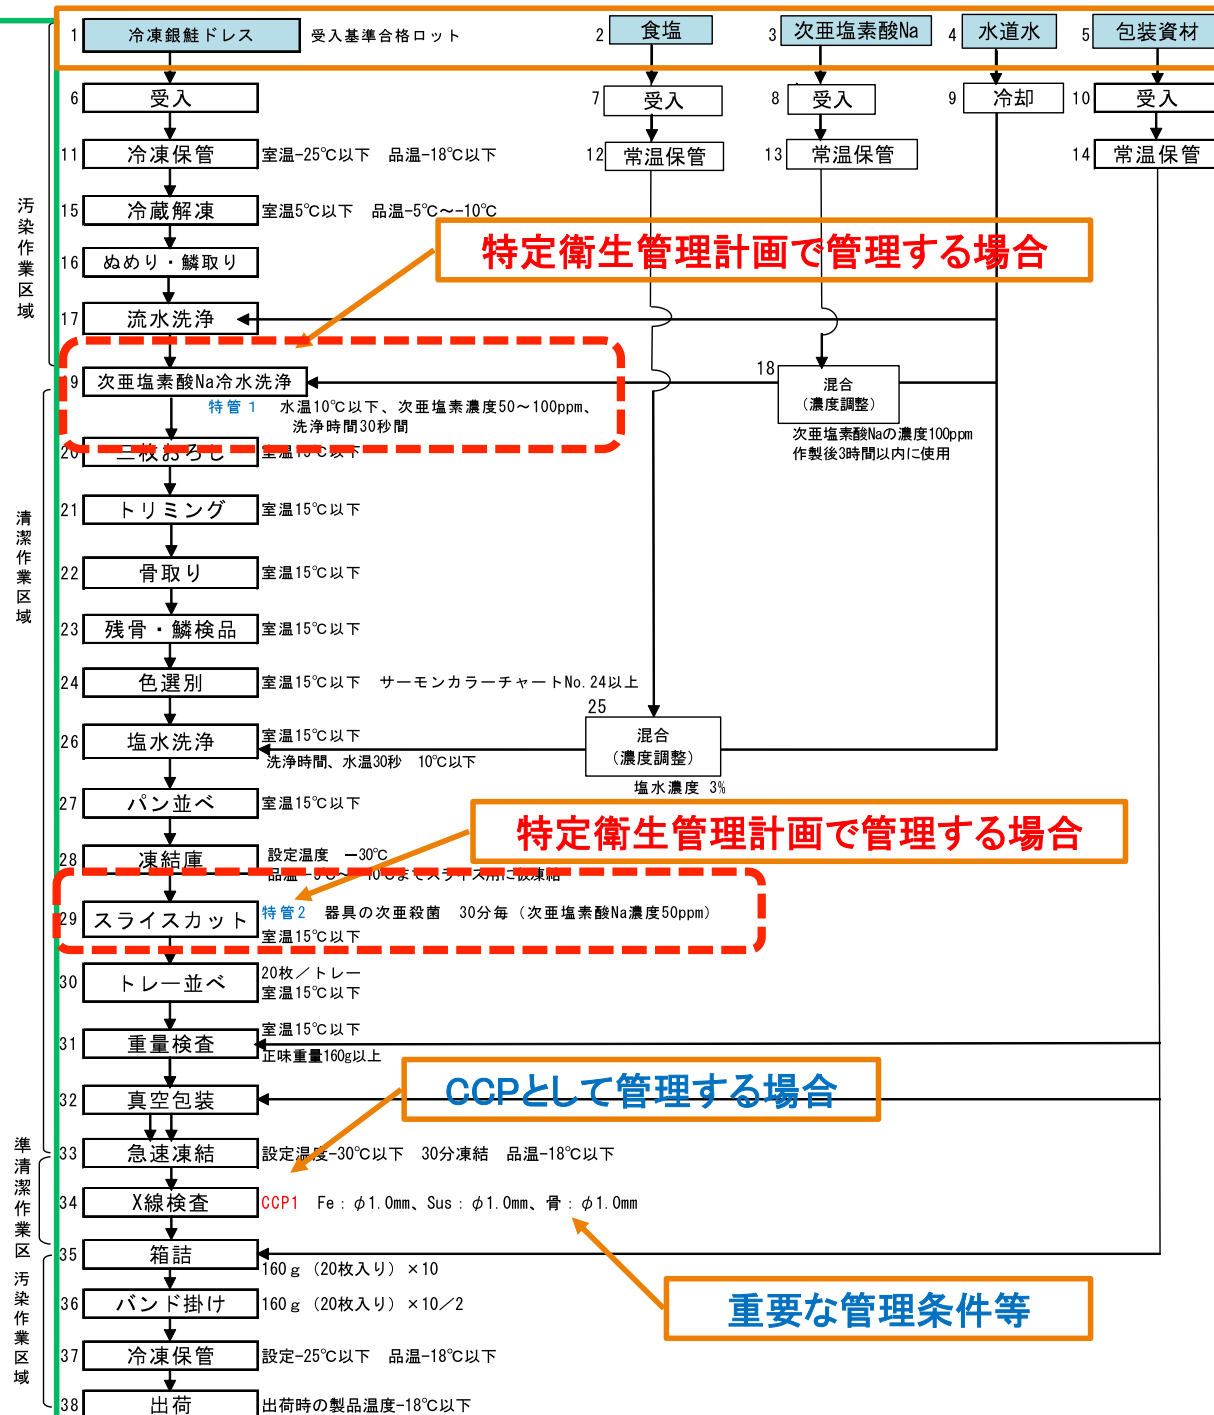 1 冷凍銀鮭ドレス 受入基準合格ロット 2 食塩 3 次亜塩素酸Na 4 水道水 5 包装資材
6 受入 7 受入 8 受入 9 冷却 10 受入
11 冷凍保管 室温-25℃以下 品温-18℃以下 12 常温保管 13 常温保管 14 常温保管
15 冷蔵解凍 室温5℃以下 品温-5℃～-10℃
特定衛生管理計画で管理する場合
16 ぬめり・鱗取り
17 流水洗浄
汚染作業区域
18 混合
（濃度調整）
次亜塩素酸Naの濃度100ppm
作製後3時間以内に使用
9 次亜塩素酸Na冷水洗浄
特管1 水温10℃以下、次亜塩素濃度50～100ppm、
洗浄時間30秒間
20 三枚おろし 室温15℃以下
21 トリミング 室温15℃以下
清潔作業区域
22 骨取り 室温15℃以下
23 残骨・鱗検品 室温15℃以下
24 色選別 室温15℃以下 サーモンカラーチャートNo.24以上
25 混合
（濃度調整）
塩水濃度 3%
26 塩水洗浄 室温15℃以下
洗浄時間、水温30秒 10℃以下
27 パン並べ 室温15℃以下
特定衛生管理計画で管理する場合
28 凍結庫 設定温度 －30℃
29 スライスカット 特管2 器具の次亜殺菌 30分毎（次亜塩素酸Na濃度50ppm）
室温15℃以下
30 トレー並べ 20枚／トレー
室温15℃以下
31 重量検査 室温15℃以下
正味重量160g以上
32 真空包装
CCPとして管理する場合
33 急速凍結 設定温度-30℃以下 30分凍結 品温-18℃以下
34 X線検査 CCP1 Fe：φ1.0mm、Sus：φ1.0mm、骨：φ1.0mm
準清潔作業区
35 箱詰
160ｇ（20枚入り）×10
重要な管理条件等
36 バンド掛け 160ｇ（20枚入り）×10／2
37 冷凍保管 設定-25℃以下 品温-18℃以下
38 出荷 出荷時の製品温度-18℃以下
汚染作業区域